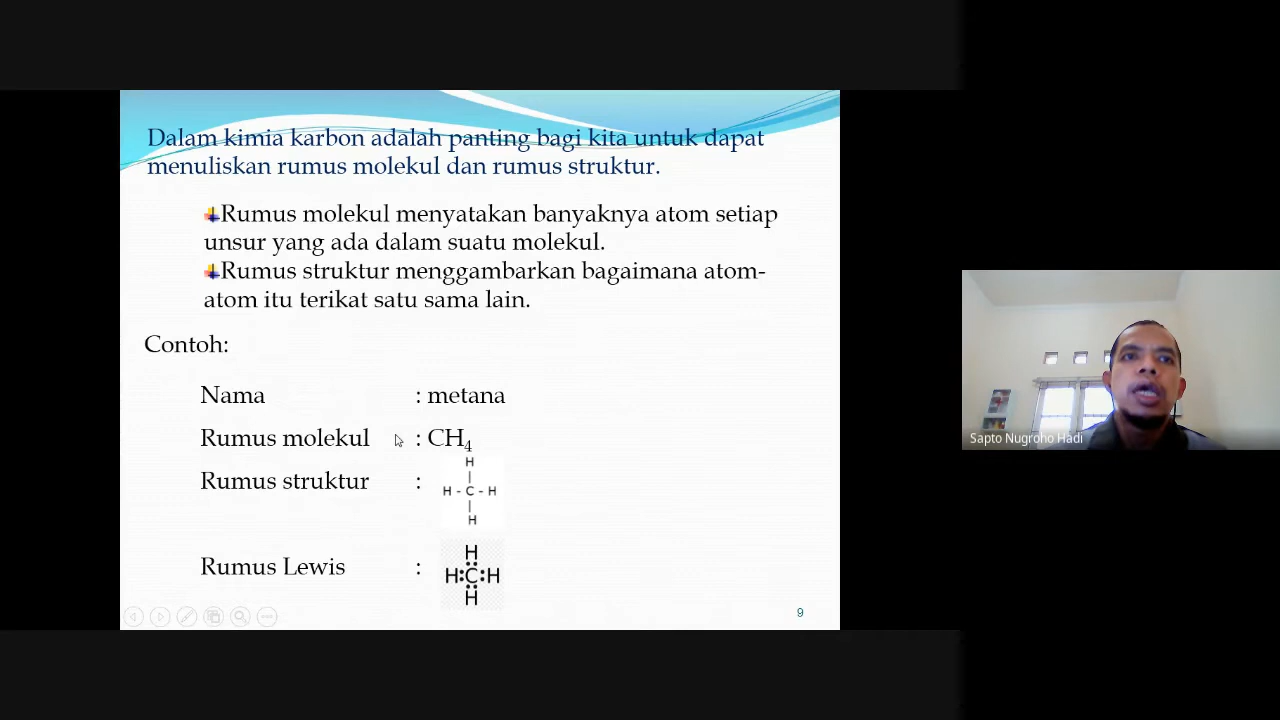 Dalam kimia karbon adalah panting bagi kita untuk dapat
menuliskan rumus molekul dan rumus struktur.
Rumus molekul menyatakan banyaknya atom setiap
unsur yang ada dalam suatu molekul.
Rumus struktur menggambarkan bagaimana atom-
atom itu terikat satu sama lain.
Contoh:
Nama : metana
Rumus molekul : CH₄
Rumus struktur :
H
|
H - C - H
|
H
Rumus Lewis :
H
H:C:H
H
9
Sapto Nugroho Hadi